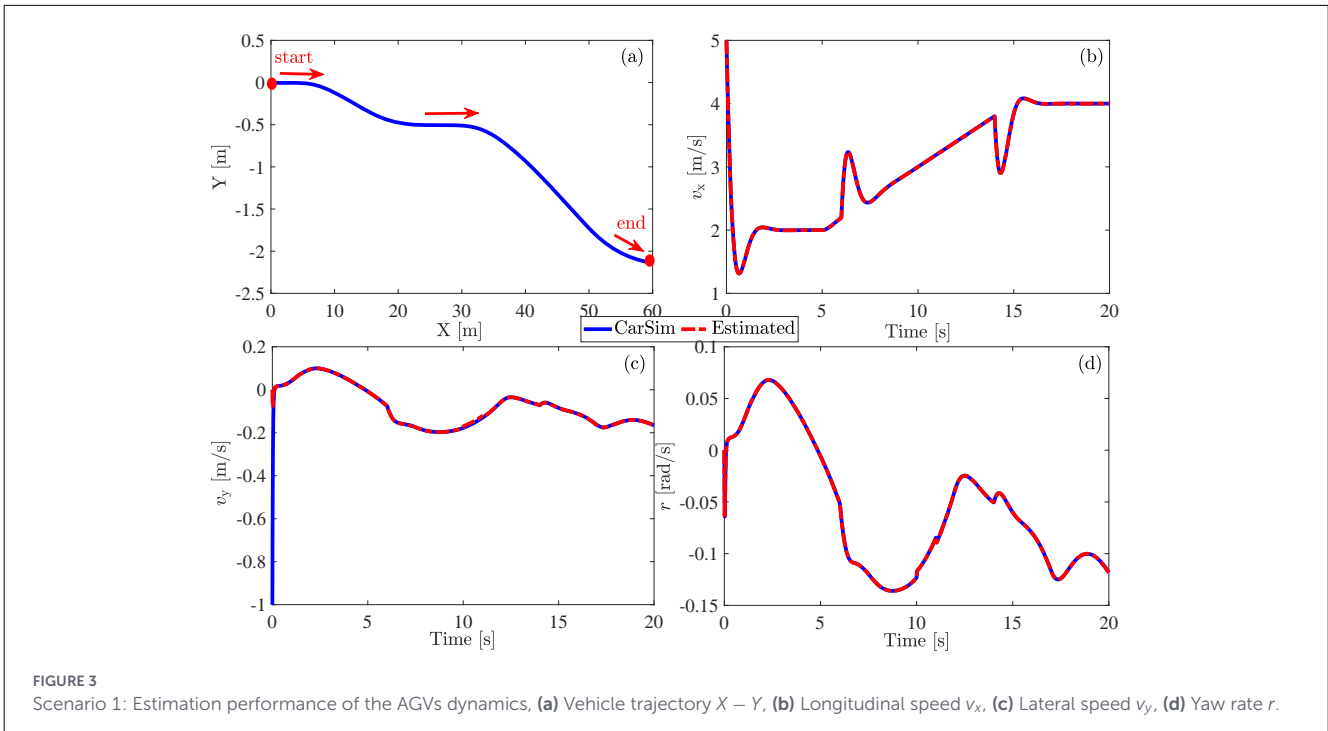 0.5
0
-0.5
-1
-1.5
-2
-2.5
Y [m]
start
end
(a)
0 10 20 30 40 50 60
X [m]
5
4
3
2
1
vx [m/s]
(b)
0 5 10 15 20
Time [s]
CarSim Estimated
0.2
0
-0.2
-0.4
-0.6
-0.8
-1
vy [m/s]
(c)
0 5 10 15 20
Time [s]
0.1
0.05
0
-0.05
-0.1
-0.15
r [rad/s]
(d)
0 5 10 15 20
Time [s]
FIGURE 3
Scenario 1: Estimation performance of the AGVs dynamics, (a) Vehicle trajectory X − Y, (b) Longitudinal speed vx, (c) Lateral speed vy, (d) Yaw rate r.